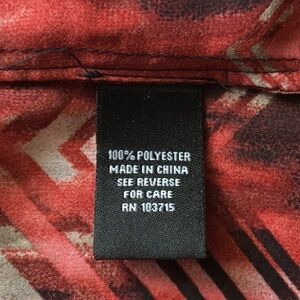 100% POLYESTER
MADE IN CHINA
SEE REVERSE
FOR CARE
RN 103715